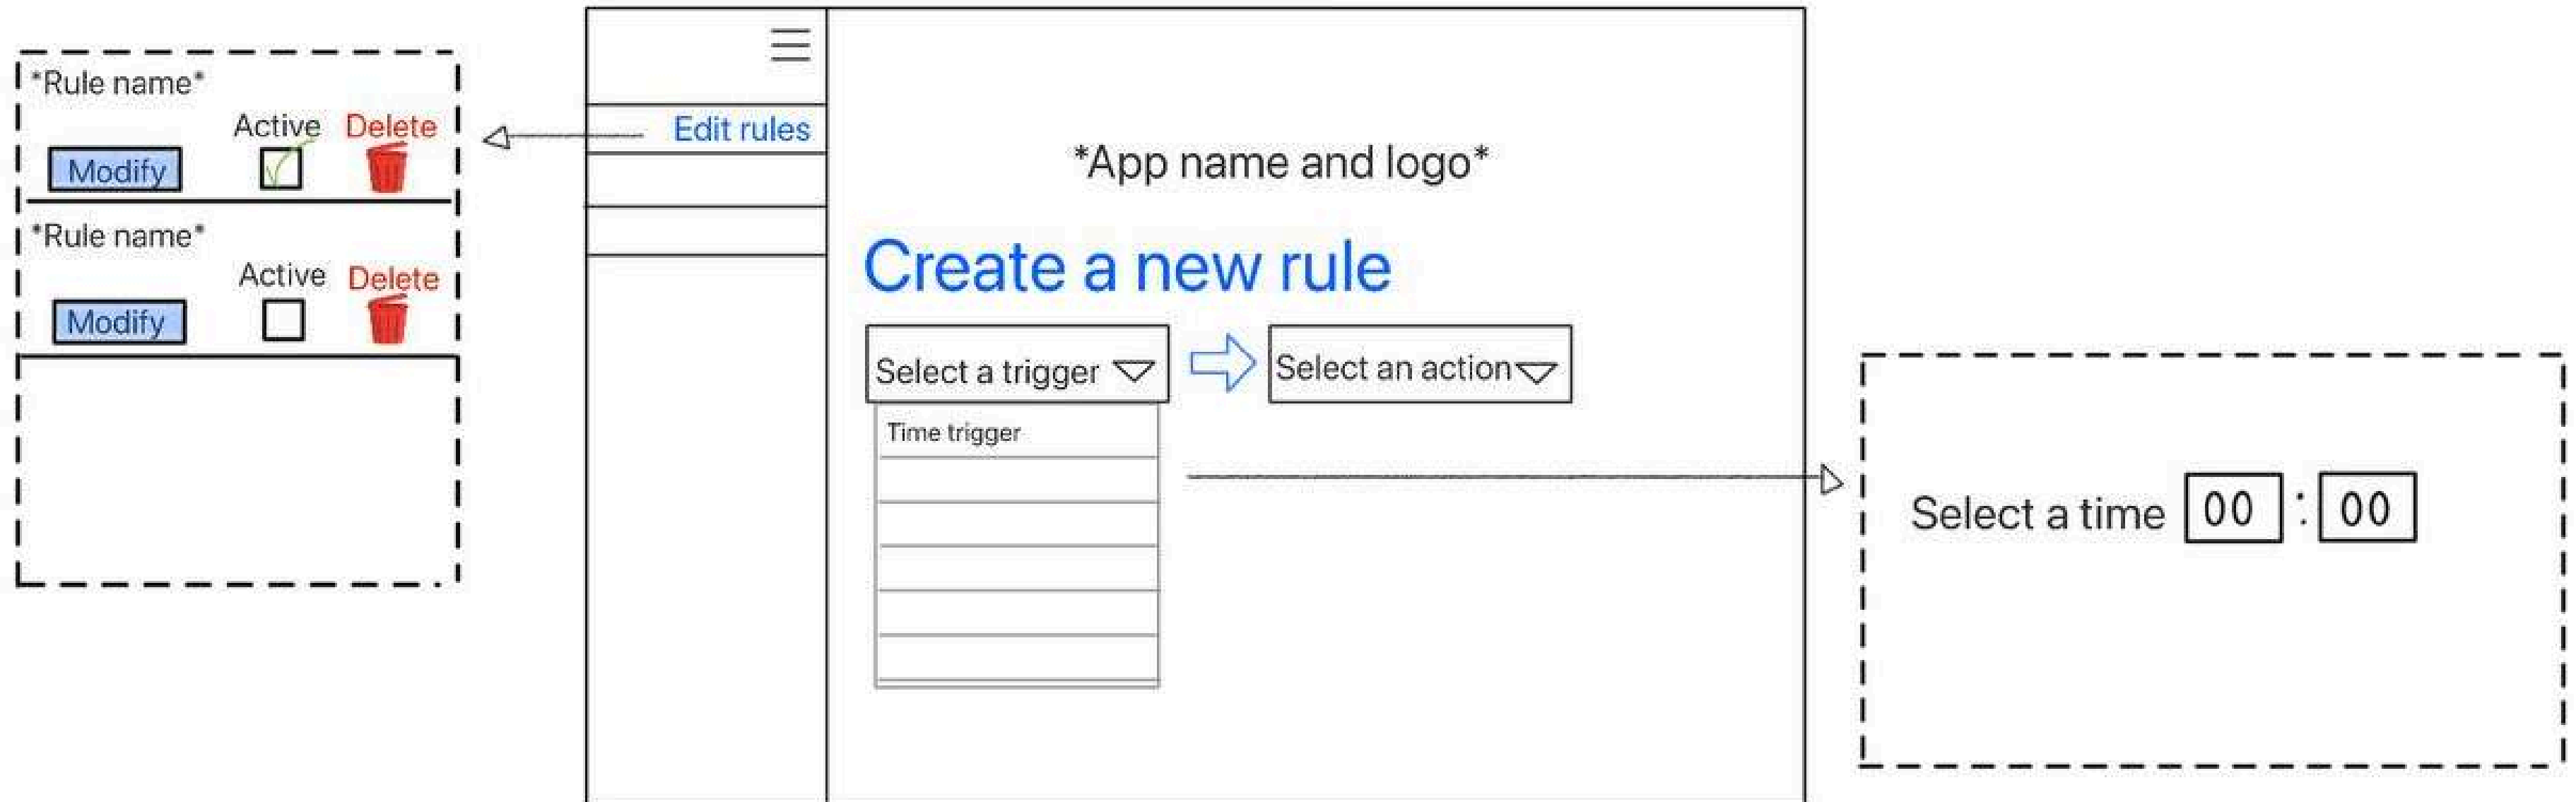 *Rule name*
Active Delete
Modify
*Rule name*
Active Delete
Modify
Edit rules
*App name and logo*
Create a new rule
Select a trigger
Select an action
Time trigger
Select a time 00 : 00